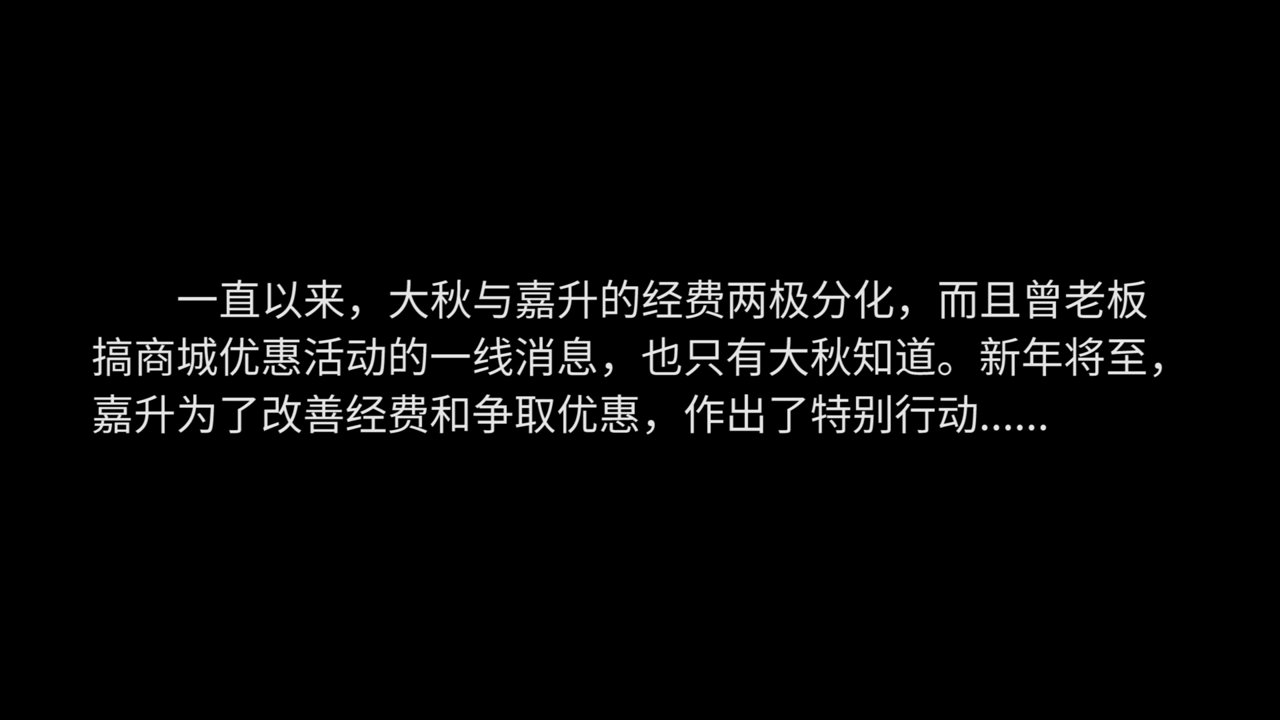 一直以来，大秋与嘉升的经费两极分化，而且曾老板
搞商城优惠活动的一线消息，也只有大秋知道。新年将至，
嘉升为了改善经费和争取优惠，作出了特别行动......